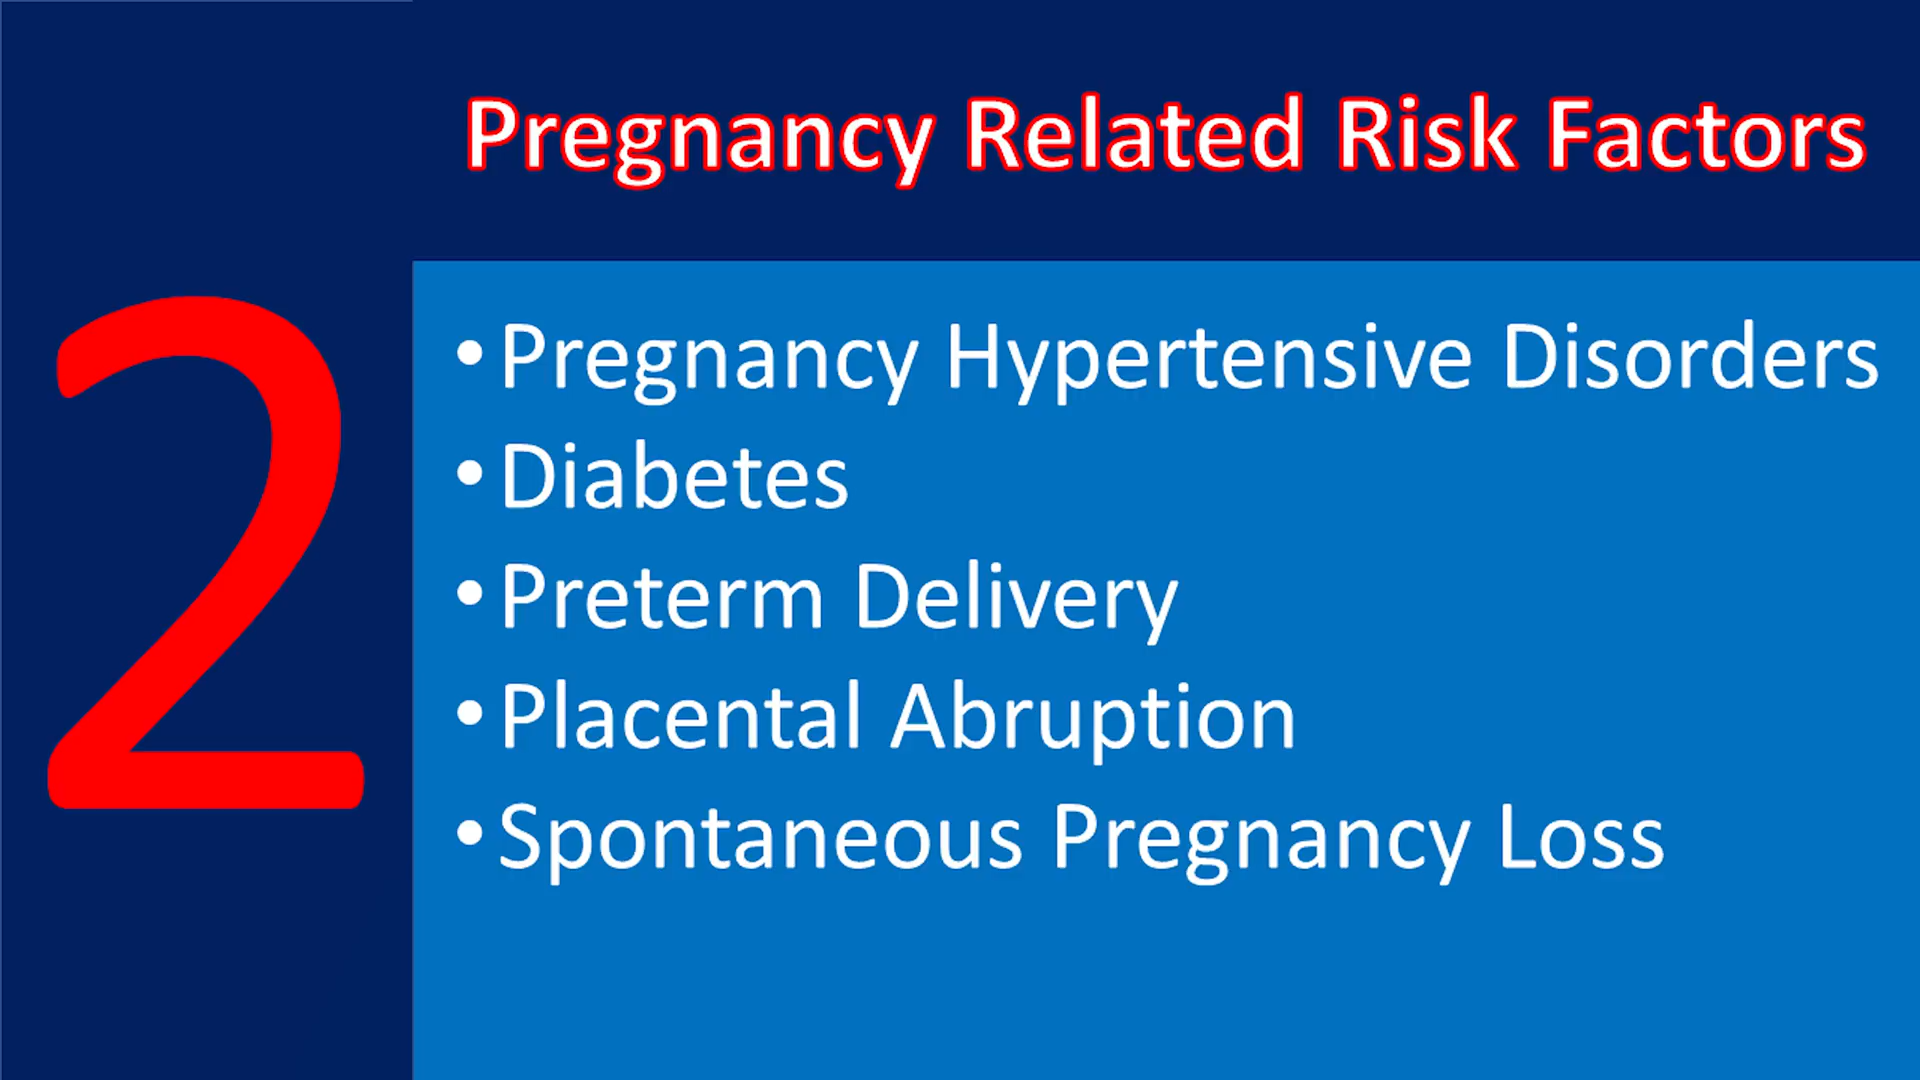 Pregnancy Related Risk Factors
2
• Pregnancy Hypertensive Disorders
• Diabetes
• Preterm Delivery
• Placental Abruption
• Spontaneous Pregnancy Loss